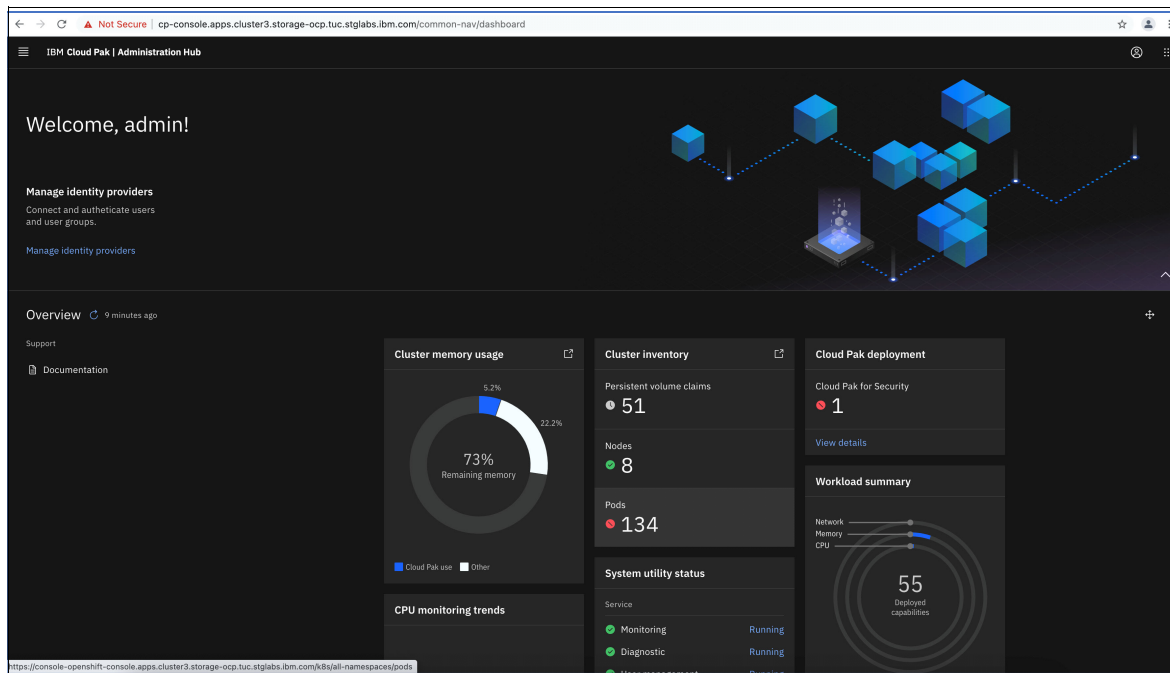 Not Secure | cp-console.apps.cluster3.storage-ocp.tuc.stglabs.ibm.com/common-nav/dashboard
IBM Cloud Pak | Administration Hub
Welcome, admin!
Manage identity providers
Connect and autheticate users
and user groups.
Manage identity providers
Overview 9 minutes ago
Support
Documentation
Cluster memory usage
5.2%
22.2%
73%
Remaining memory
Cloud Pak use Other
CPU monitoring trends
Cluster inventory
Persistent volume claims
51
Nodes
8
Pods
134
System utility status
Service
Monitoring Running
Diagnostic Running
Cloud Pak deployment
Cloud Pak for Security
1
View details
Workload summary
Network
Memory
CPU
55
Deployed
capabilities
https://console-openshift-console.apps.cluster3.storage-ocp.tuc.stglabs.ibm.com/k8s/all-namespaces/pods